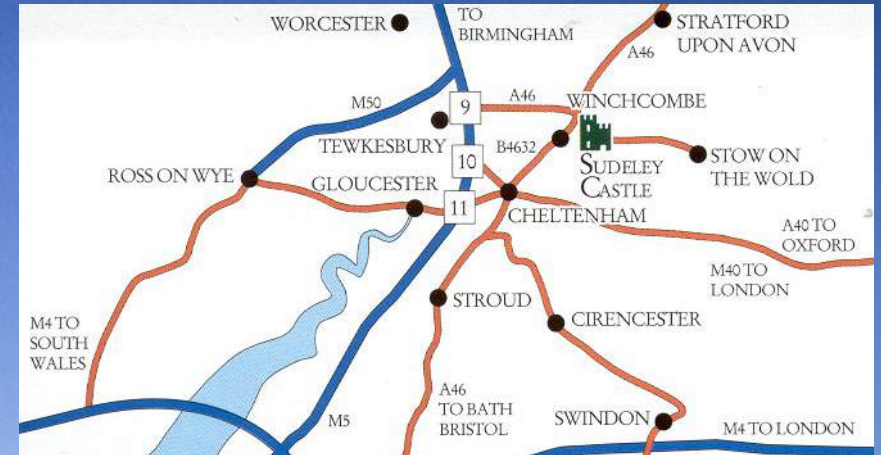 WORCESTER
TO
BIRMINGHAM
STRATFORD
UPON AVON
A46
M50
9
A46
WINCHCOMBE
TEWKESBURY
B4632
10
SUDELEY
CASTLE
STOW ON
THE WOLD
ROSS ON WYE
GLOUCESTER
11
CHELTENHAM
A40 TO
OXFORD
M40 TO
LONDON
STROUD
CIRENCESTER
M4 TO
SOUTH
WALES
A46
TO BATH
BRISTOL
M5
SWINDON
M4 TO LONDON